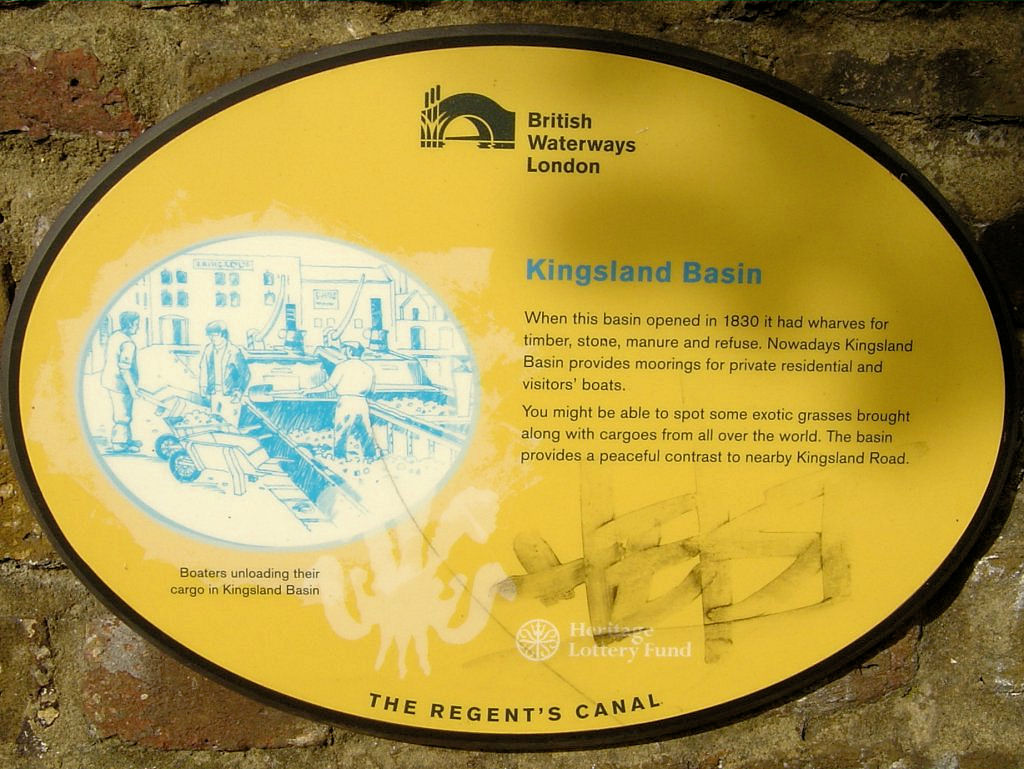 British
Waterways
London
Kingsland Basin
When this basin opened in 1830 it had wharves for
timber, stone, manure and refuse. Nowadays Kingsland
Basin provides moorings for private residential and
visitors' boats.
You might be able to spot some exotic grasses brought
along with cargoes from all over the world. The basin
provides a peaceful contrast to nearby Kingsland Road.
Boaters unloading their
cargo in Kingsland Basin
Heritage
Lottery Fund
THE REGENT'S CANAL